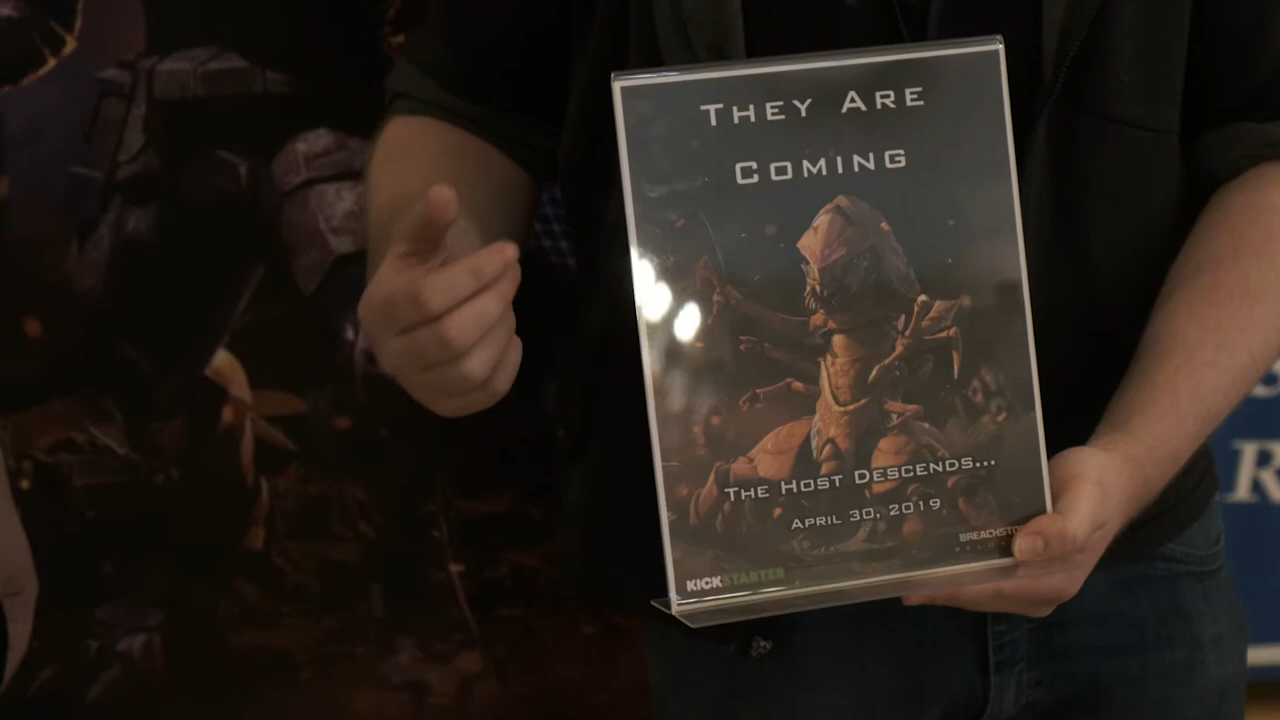 They Are
Coming
The Host Descends...
April 30, 2019
KICKSTARTER
R